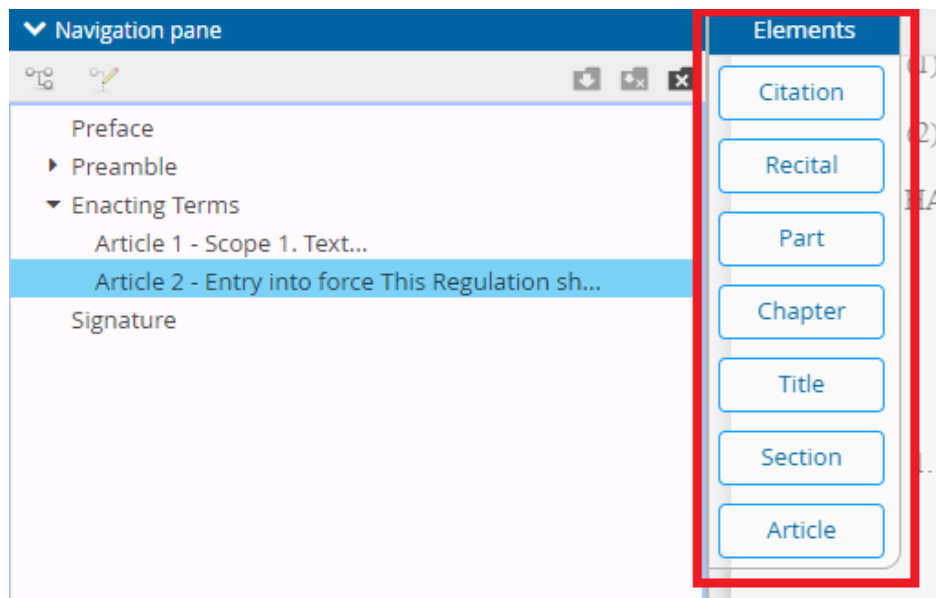 Navigation pane
Preface
Preamble
Enacting Terms
Article 1 - Scope 1. Text...
Article 2 - Entry into force This Regulation sh...
Signature
Elements
Citation
Recital
Part
Chapter
Title
Section
Article
(2)